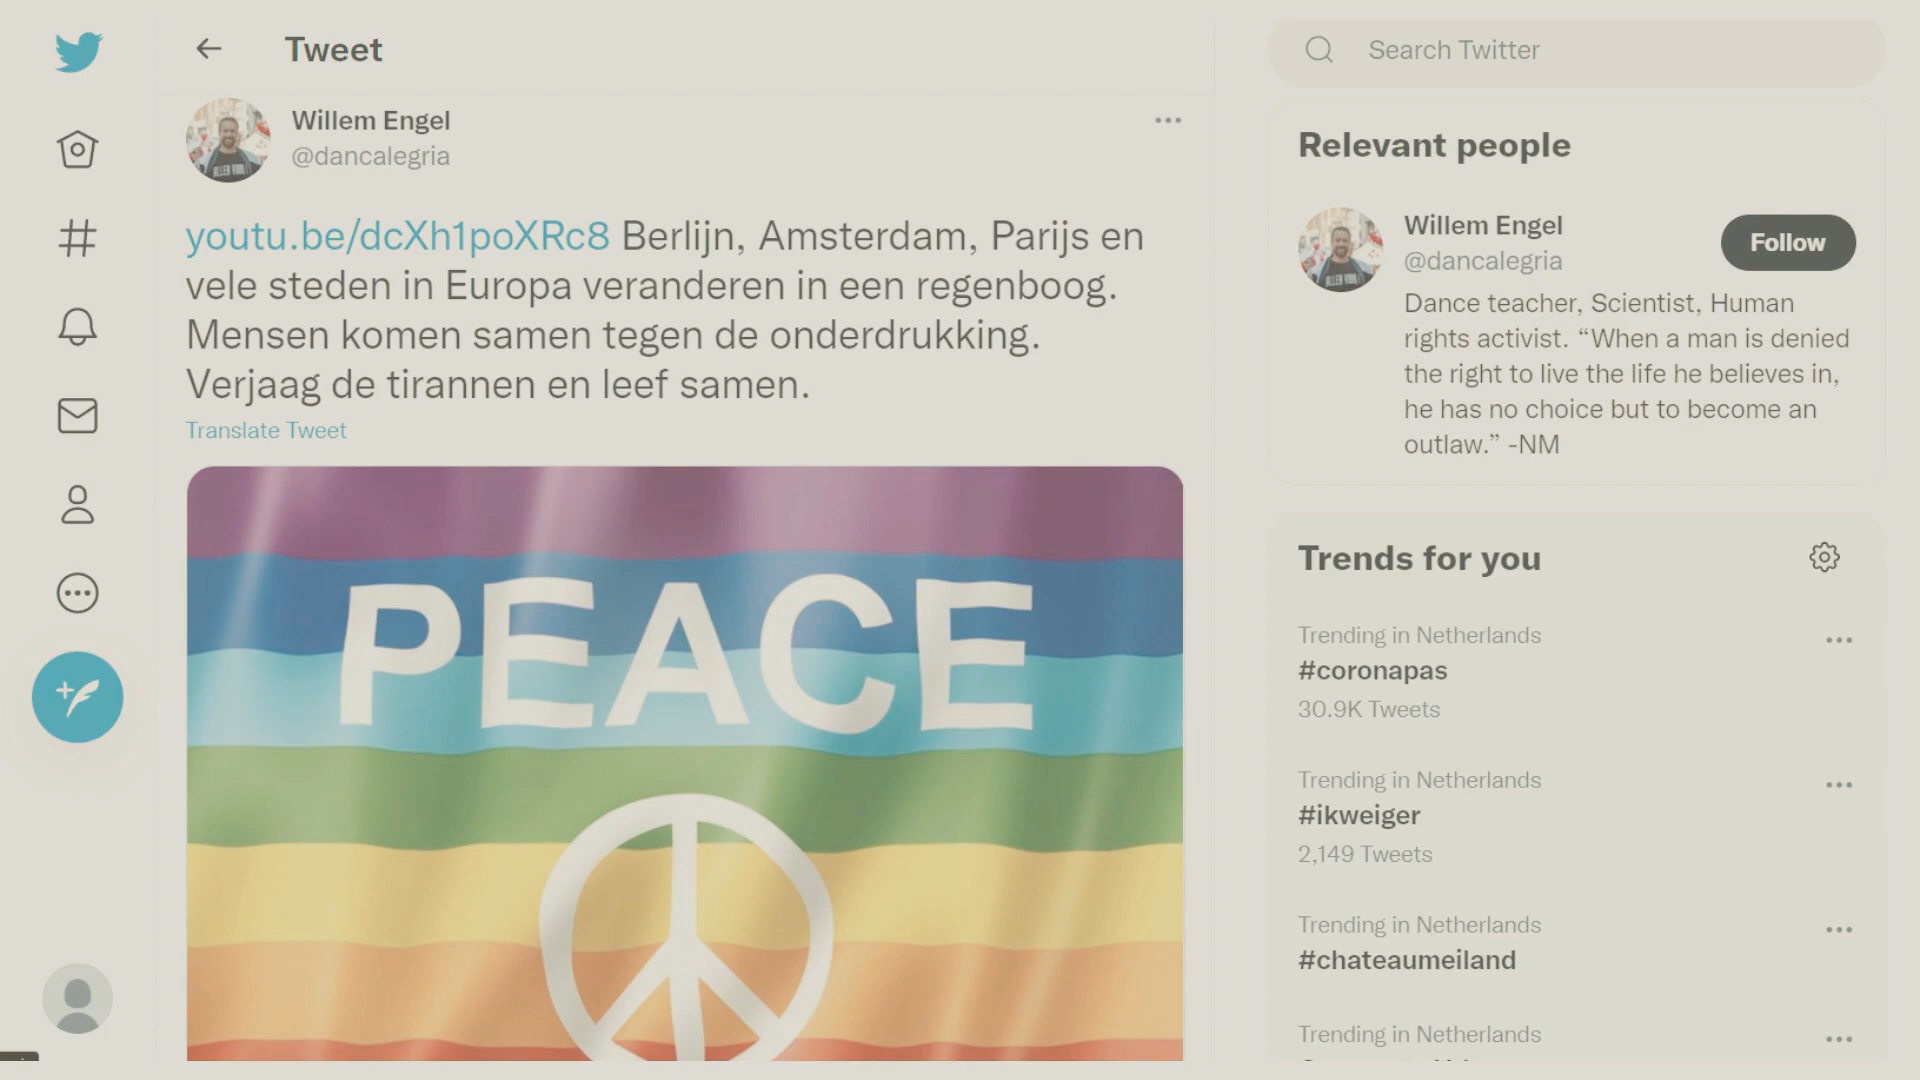 Tweet
Willem Engel
@dancalegria
youtu.be/dcXh1poXRc8 Berlijn, Amsterdam, Parijs en
vele steden in Europa veranderen in een regenboog.
Mensen komen samen tegen de onderdrukking.
Verjaag de tirannen en leef samen.
Translate Tweet
PEACE
Search Twitter
Relevant people
Willem Engel
@dancalegria
Follow
Dance teacher, Scientist, Human
rights activist. “When a man is denied
the right to live the life he believes in,
he has no choice but to become an
outlaw.” -NM
Trends for you
Trending in Netherlands
#coronapas
30.9K Tweets
Trending in Netherlands
#ikweiger
2,149 Tweets
Trending in Netherlands
#chateaumeiland
Trending in Netherlands